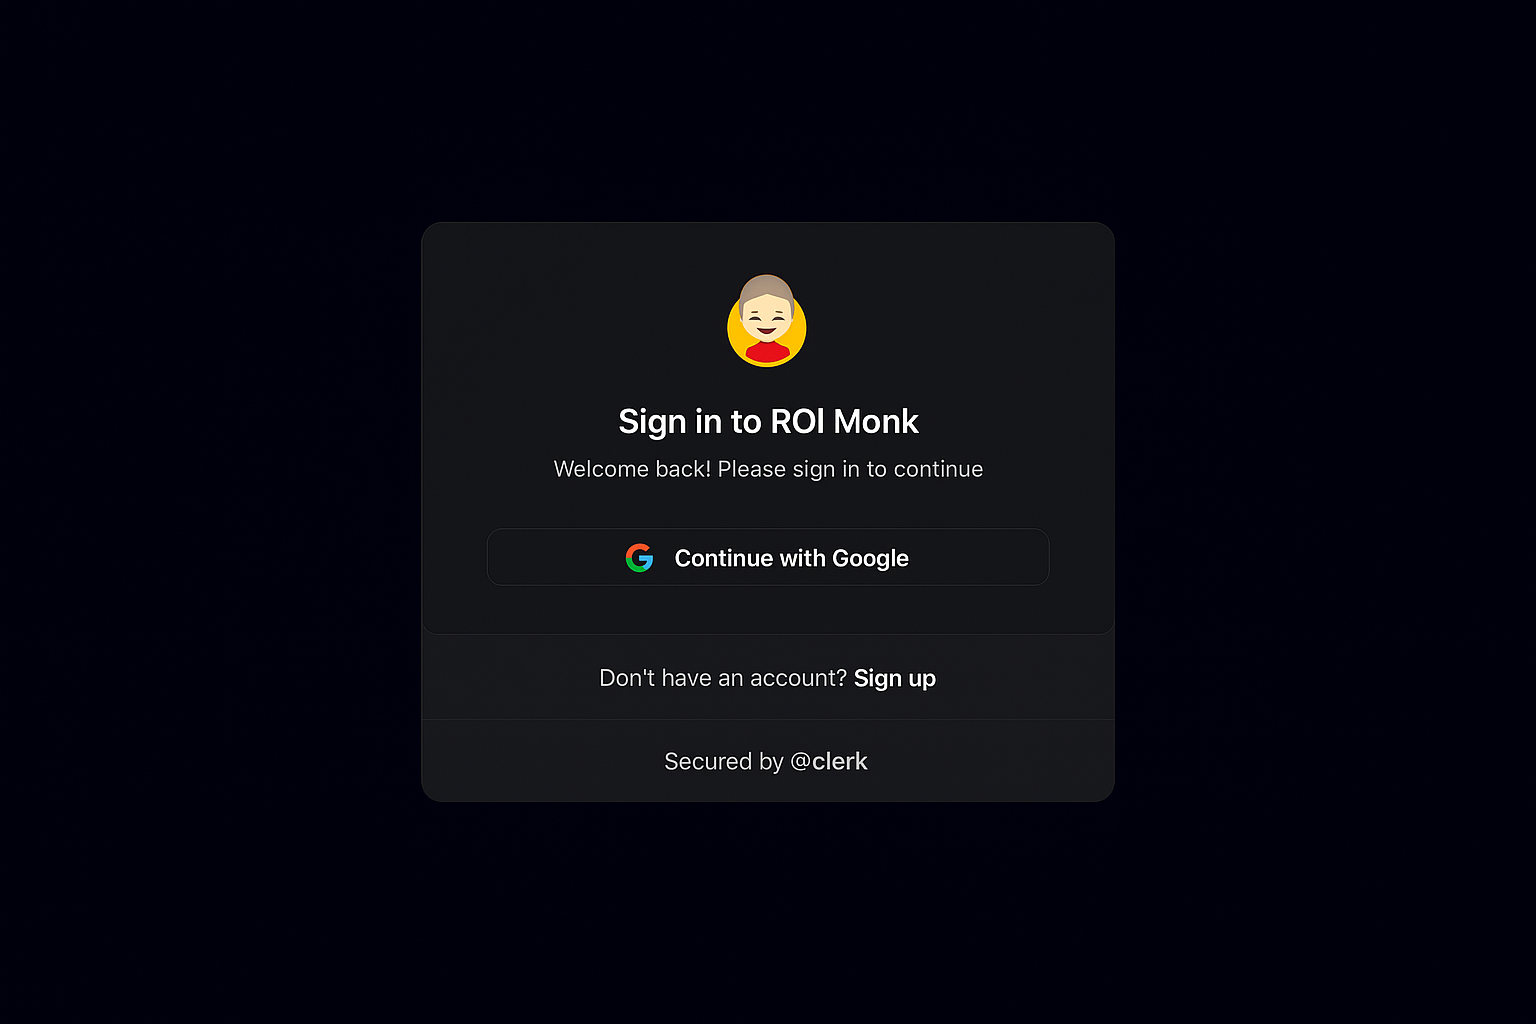 Sign in to ROI Monk
Welcome back! Please sign in to continue
Continue with Google
Don't have an account? Sign up
Secured by @clerk